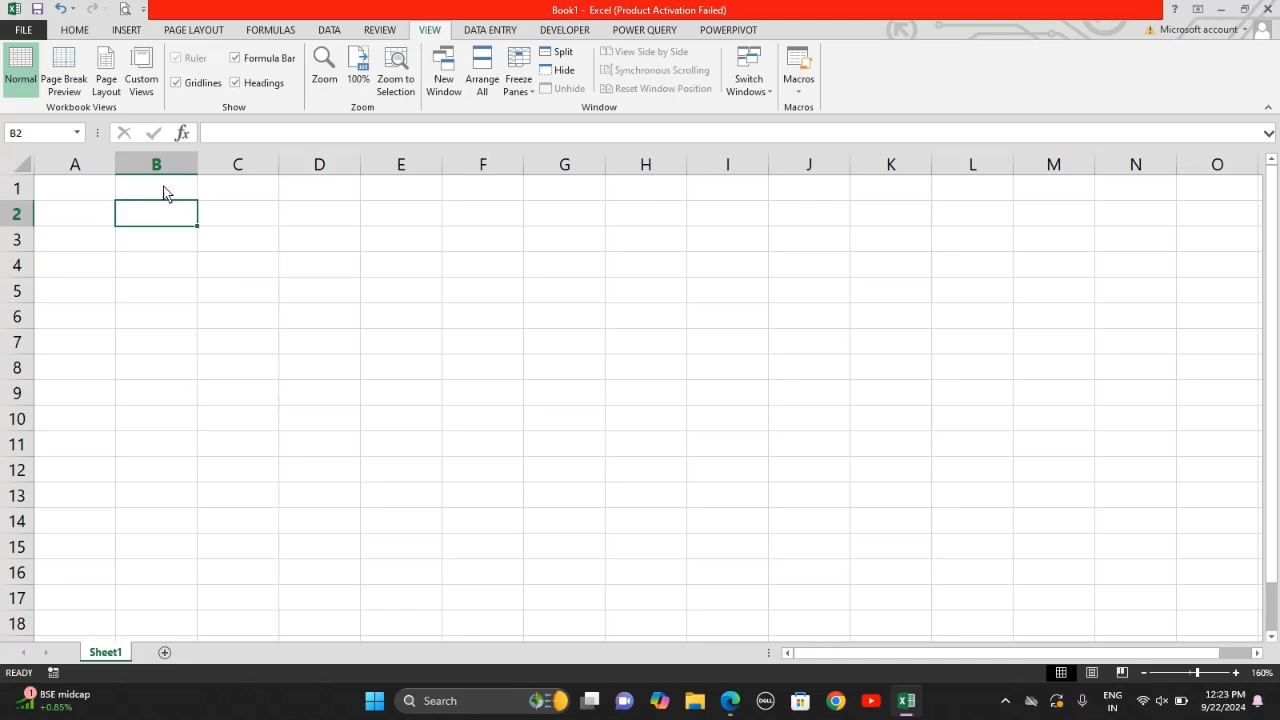 Book1 - Excel (Product Activation Failed)
FILE HOME INSERT PAGE LAYOUT FORMULAS DATA REVIEW VIEW DATA ENTRY DEVELOPER POWER QUERY POWERPIVOT Microsoft account
Normal Page Break Preview Page Layout Custom Views
Ruler Formula Bar
Gridlines Headings
Zoom 100% Zoom to Selection
New Window Arrange All Freeze Panes
Split
Hide
Unhide
View Side by Side
Synchronous Scrolling
Reset Window Position
Switch Windows
Macros
Workbook Views Show Zoom Window Macros
B2 fx
A B C D E F G H I J K L M N O
1
2
3
4
5
6
7
8
9
10
11
12
13
14
15
16
17
18
Sheet1
READY 160%
1 BSE midcap
+0.85%
Search
DELL
ENG
IN
12:23 PM
9/22/2024